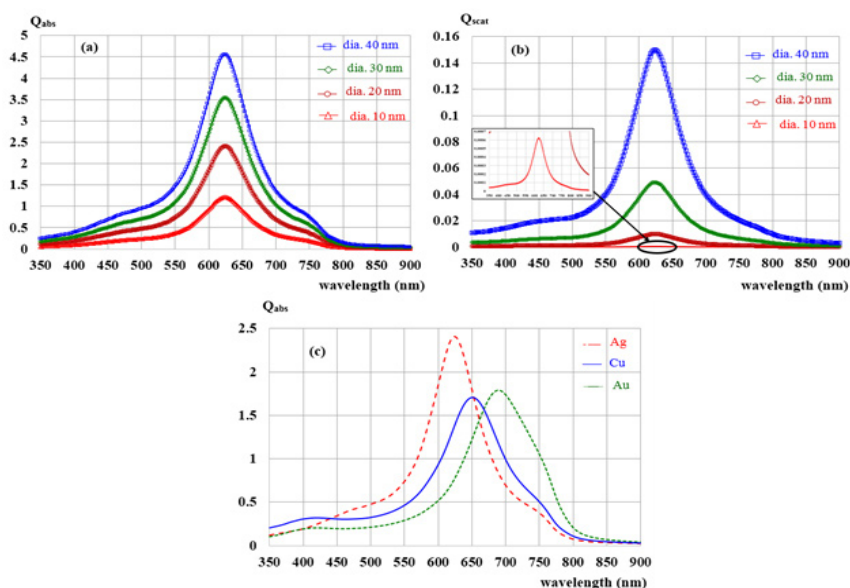 Qabs
(a)
dia. 40 nm
dia. 30 nm
dia. 20 nm
dia. 10 nm
5
4.5
4
3.5
3
2.5
2
1.5
1
0.5
0
350 400 450 500 550 600 650 700 750 800 850 900
wavelength (nm)
Qscat
(b)
dia. 40 nm
dia. 30 nm
dia. 20 nm
dia. 10 nm
0.16
0.14
0.12
0.1
0.08
0.06
0.04
0.02
0
350 400 450 500 550 600 650 700 750 800 850 900
wavelength (nm)
Qabs
(c)
Ag
Cu
Au
2.5
2
1.5
1
0.5
0
350 400 450 500 550 600 650 700 750 800 850 900
wavelength (nm)